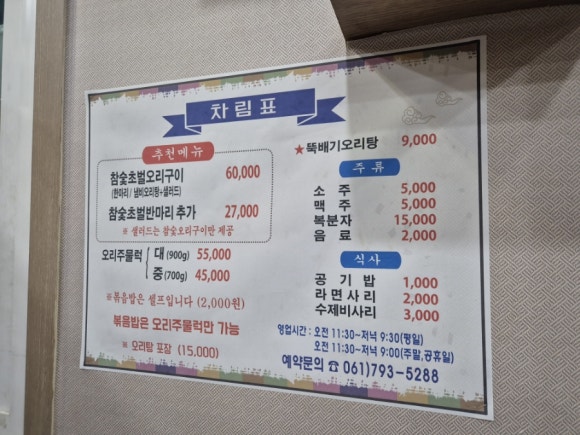 차림표
추천메뉴
참숯초벌오리구이 60,000
(한마리 / 냄비오리탕+샐러드)
참숯초벌반마리 추가 27,000
※ 샐러드는 참숯오리구이만 제공
오리주물럭 대 (900g) 55,000
중 (700g) 45,000
※볶음밥은 셀프입니다 (2,000원)
볶음밥은 오리주물럭만 가능
※ 오리탕 포장 (15,000)
★뚝배기오리탕 9,000
주 류
소 주 5,000
맥 주 5,000
복분자 15,000
음 료 2,000
식 사
공 기 밥 1,000
라면사리 2,000
수제비사리 3,000
영업시간 : 오전 11:30~저녁 9:30(평일)
오전 11:30~저녁 9:00(주말,공휴일)
예약문의 ☎ 061)793-5288